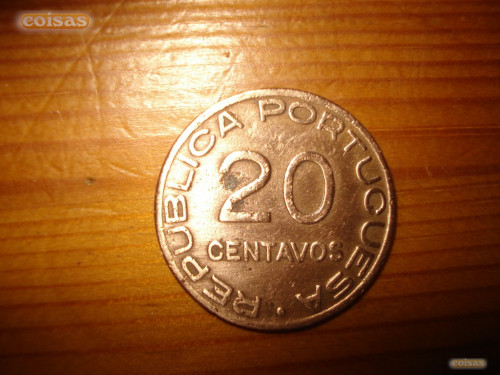 coisas
REPUBLICA PORTUGUESA
20
CENTAVOS
coisas